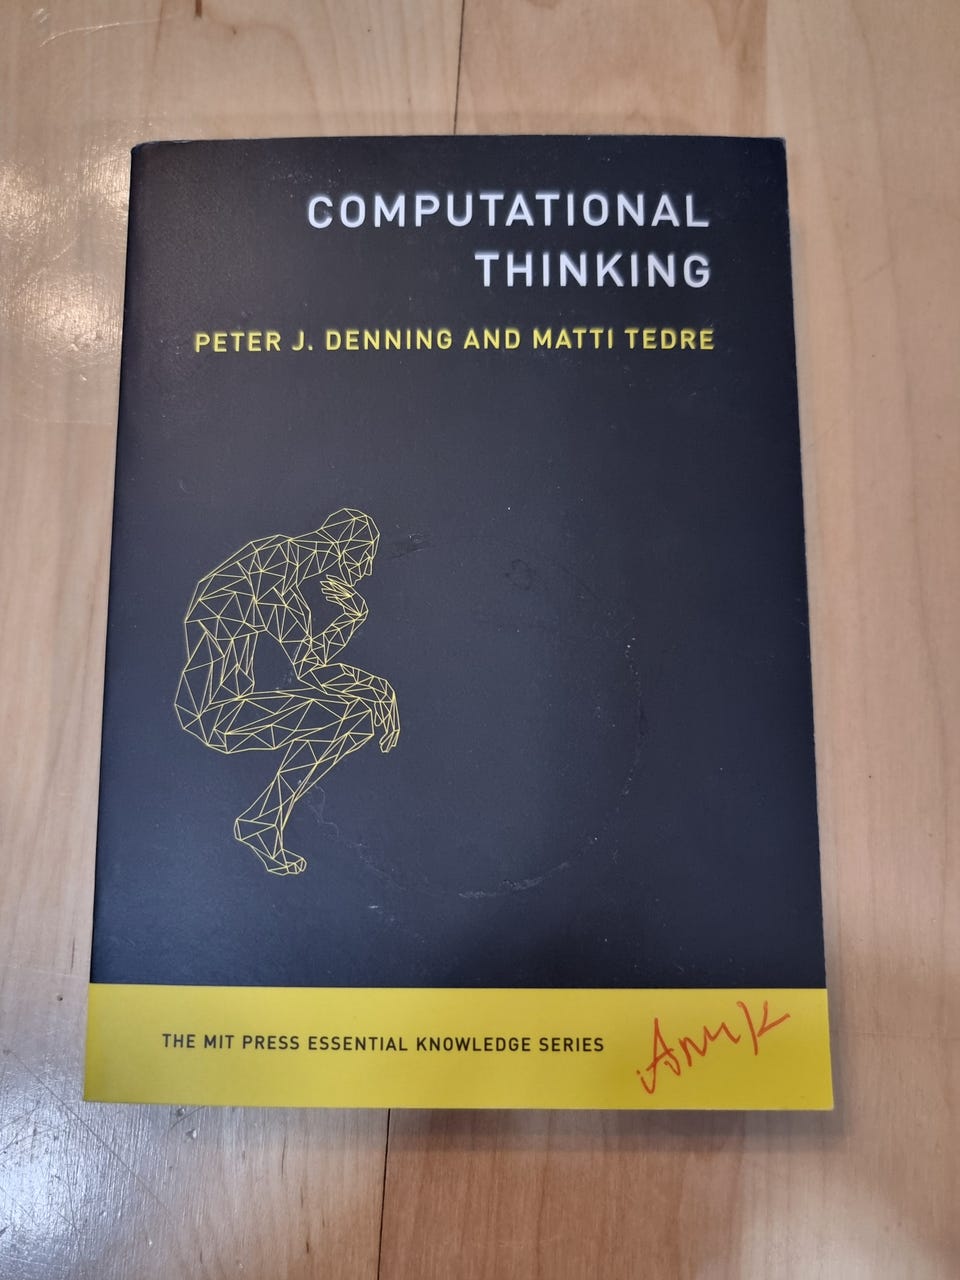 COMPUTATIONAL
THINKING
PETER J. DENNING AND MATTI TEDRE
THE MIT PRESS ESSENTIAL KNOWLEDGE SERIES